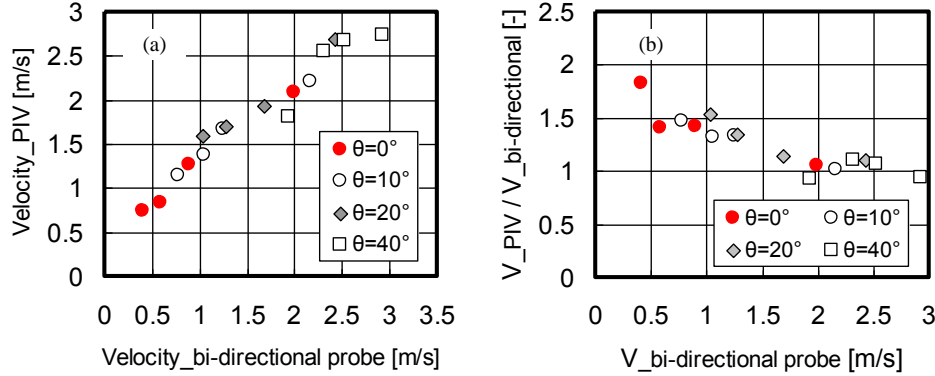 (a)
Velocity_PIV [m/s]
3
2.5
2
1.5
1
0.5
0
θ=0°
θ=10°
θ=20°
θ=40°
0 0.5 1 1.5 2 2.5 3 3.5
Velocity_bi-directional probe [m/s]
(b)
V_PIV / V_bi-directional [-]
2.5
2
1.5
1
0.5
0
θ=0° θ=10°
θ=20° θ=40°
0 0.5 1 1.5 2 2.5 3
V_bi-directional probe [m/s]